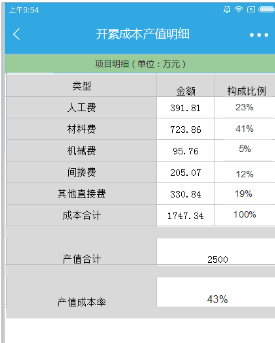 上午9:54
开累成本产值明细
项目明细（单位：万元）
类型 金额 构成比例
人工费 391.81 23%
材料费 723.86 41%
机械费 95.76 5%
间接费 205.07 12%
其他直接费 330.84 19%
成本合计 1747.34 100%
产值合计 2500
产值成本率 43%